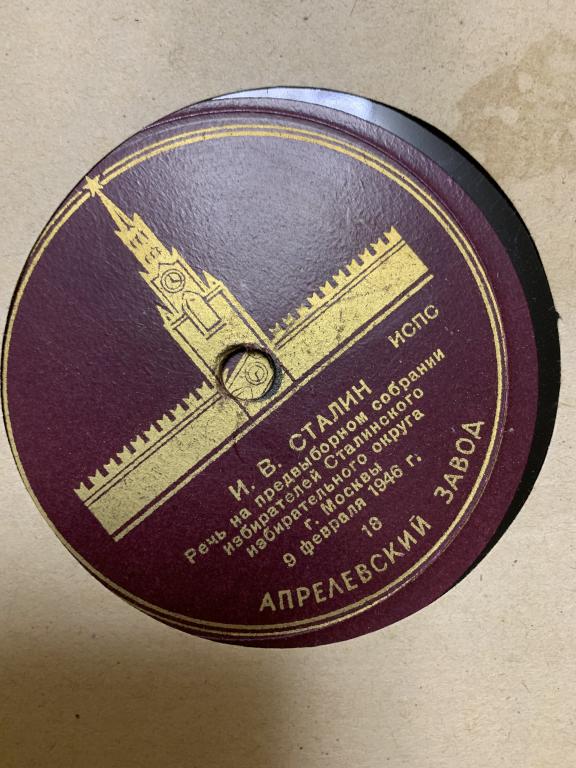 И. В. СТАЛИН ИСПС
Речь на предвыборном собрании
избирателей Сталинского
избирательного округа
г. Москвы
9 февраля 1946 г.
18
АПРЕЛЕВСКИЙ ЗАВОД